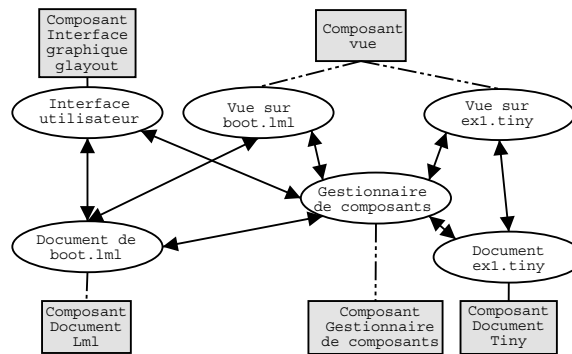 Composant
Interface
graphique
glayout
Composant
vue
Interface
utilisateur
Vue sur
boot.lml
Vue sur
ex1.tiny
Gestionnaire
de composants
Document de
boot.lml
Document
ex1.tiny
Composant
Document
Lml
Composant
Gestionnaire
de composants
Composant
Document
Tiny